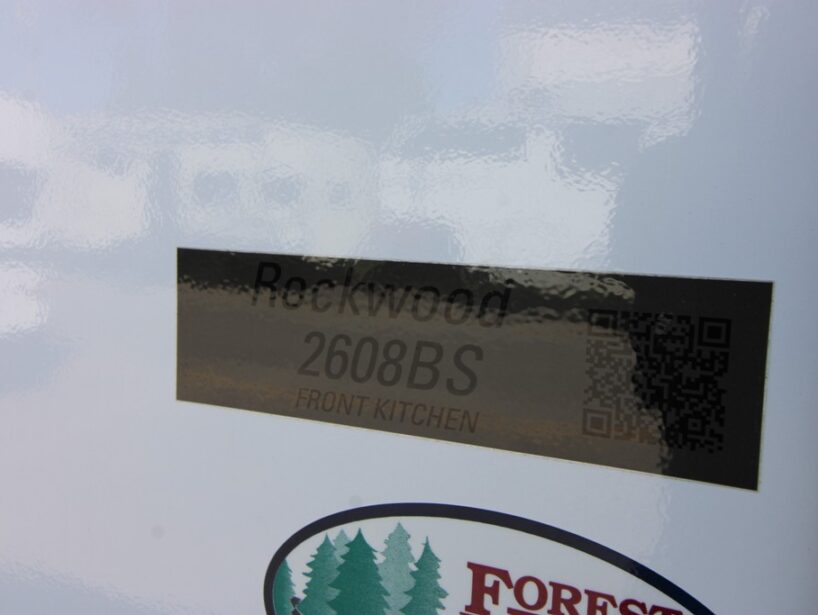 Rockwood
2608BS
FRONT KITCHEN
FOREST